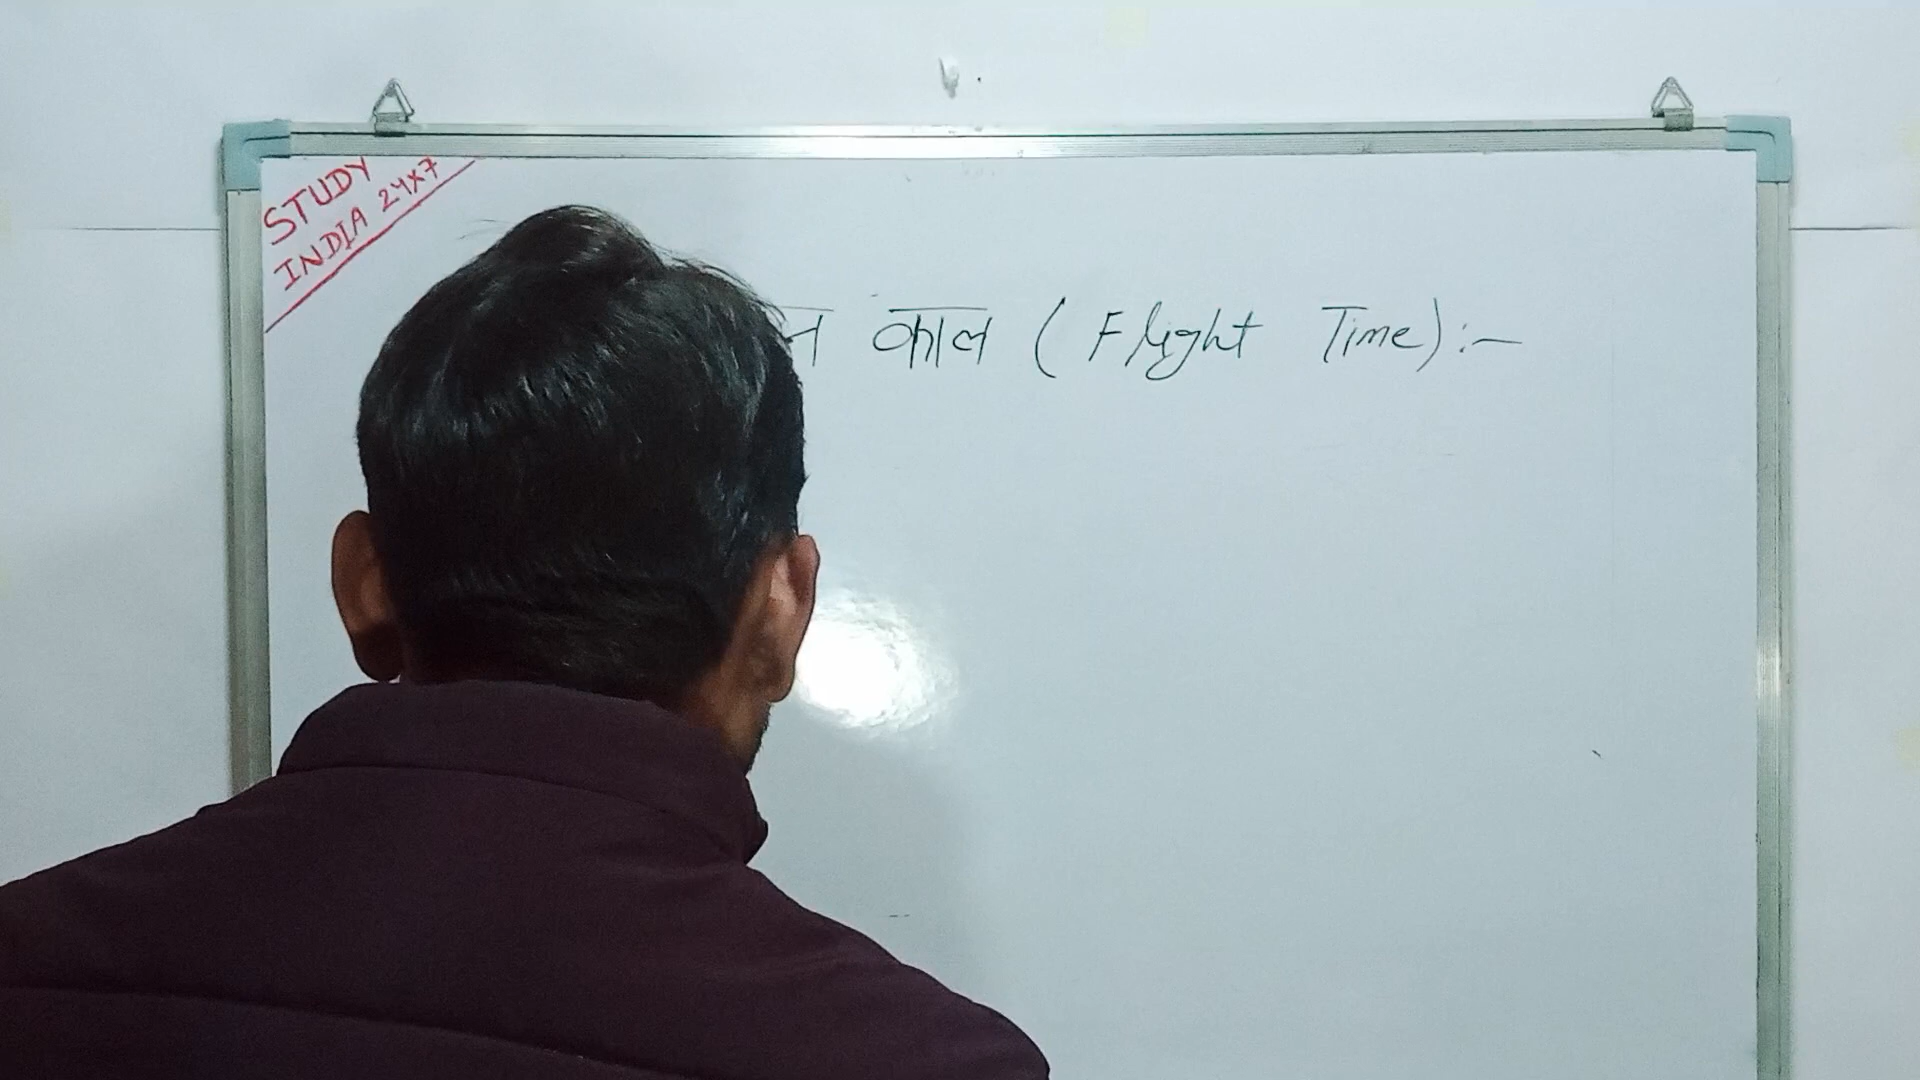 STUDY
INDIA 24X7
काल ( Flight Time) :-